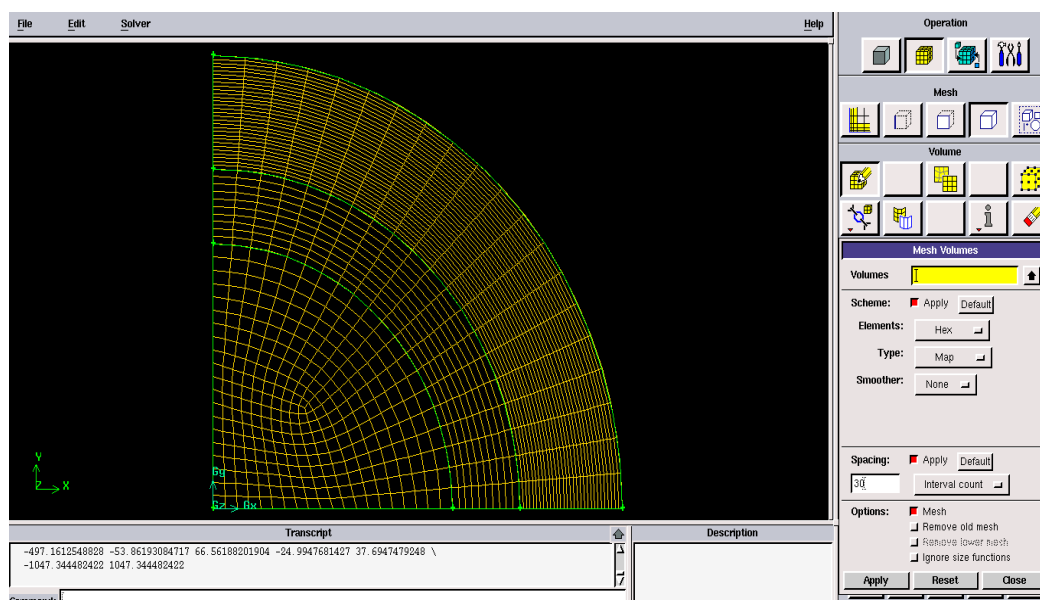 File Edit Solver Help
Operation
Mesh
Volume
Mesh Volumes
Volumes
Scheme: Apply Default
Elements: Hex
Type: Map
Smoother: None
Spacing: Apply Default
30 Interval count
Options: Mesh
Remove old mesh
Remove lower mesh
Ignore size functions
Apply Reset Close
Y
Z X
Gy
Gz Gx
Transcript Description
-497.1612548828 -53.86193084717 66.56188201904 -24.9947681427 37.6947479248 \
-1047.344482422 1047.344482422